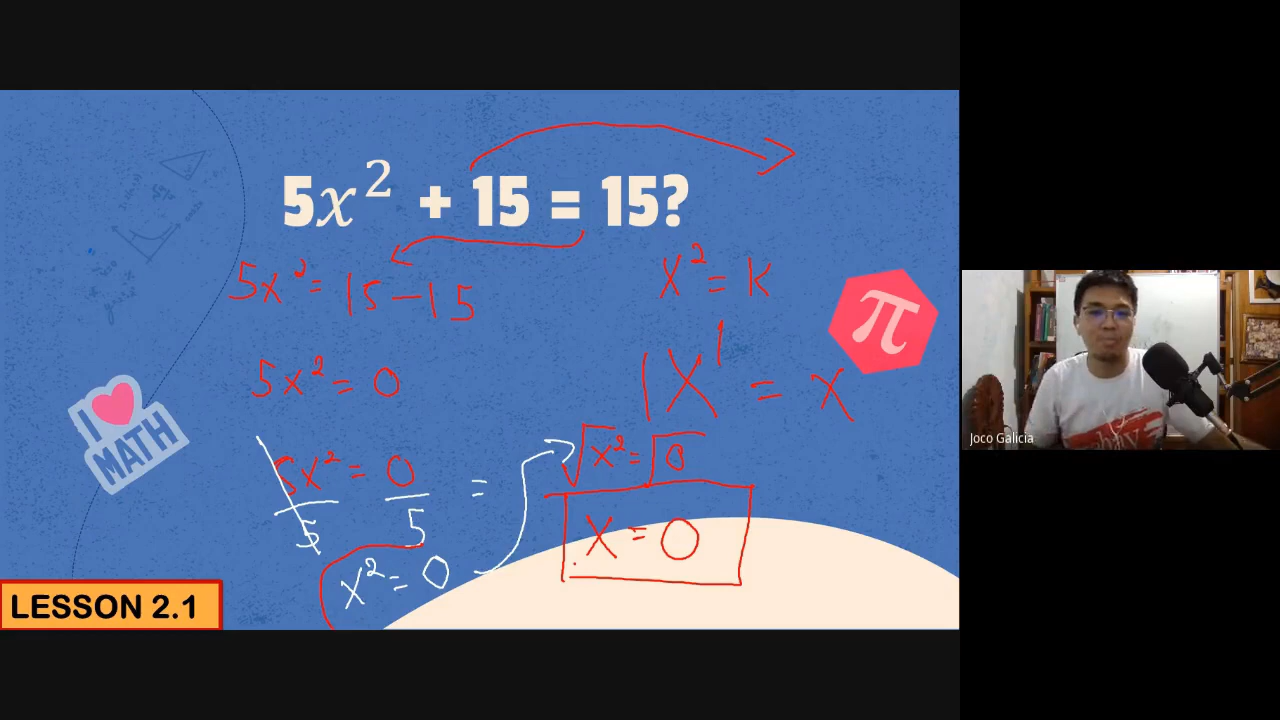 5x² + 15 = 15?
5x² = 15 - 15
5x² = 0
5x² = 0
5 5
=
x² = 0
x² = K
|X| = x
√x² = √0
x = 0
π
I
MATH
LESSON 2.1
Joco Galicia